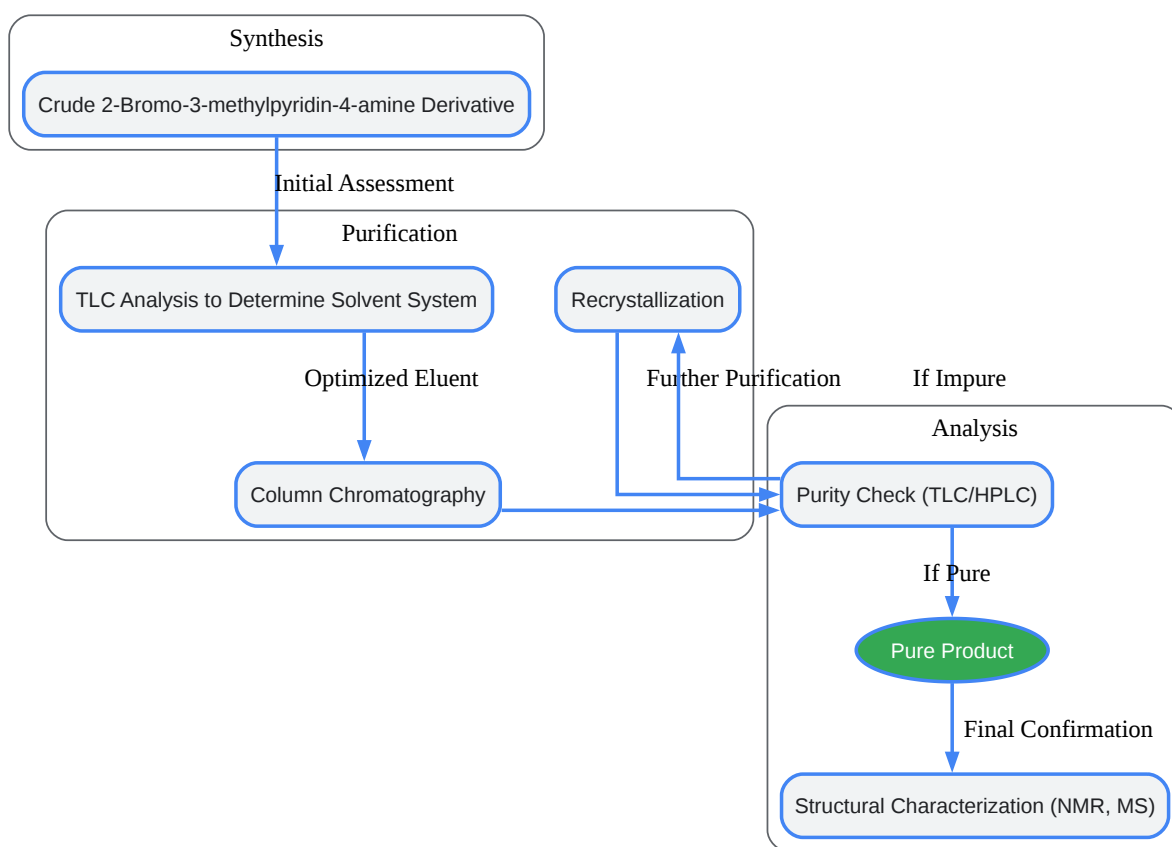 Synthesis
Crude 2-Bromo-3-methylpyridin-4-amine Derivative
Initial Assessment
Purification
TLC Analysis to Determine Solvent System
Recrystallization
Optimized Eluent
Further Purification
If Impure
Analysis
Column Chromatography
Purity Check (TLC/HPLC)
If Pure
Pure Product
Final Confirmation
Structural Characterization (NMR, MS)